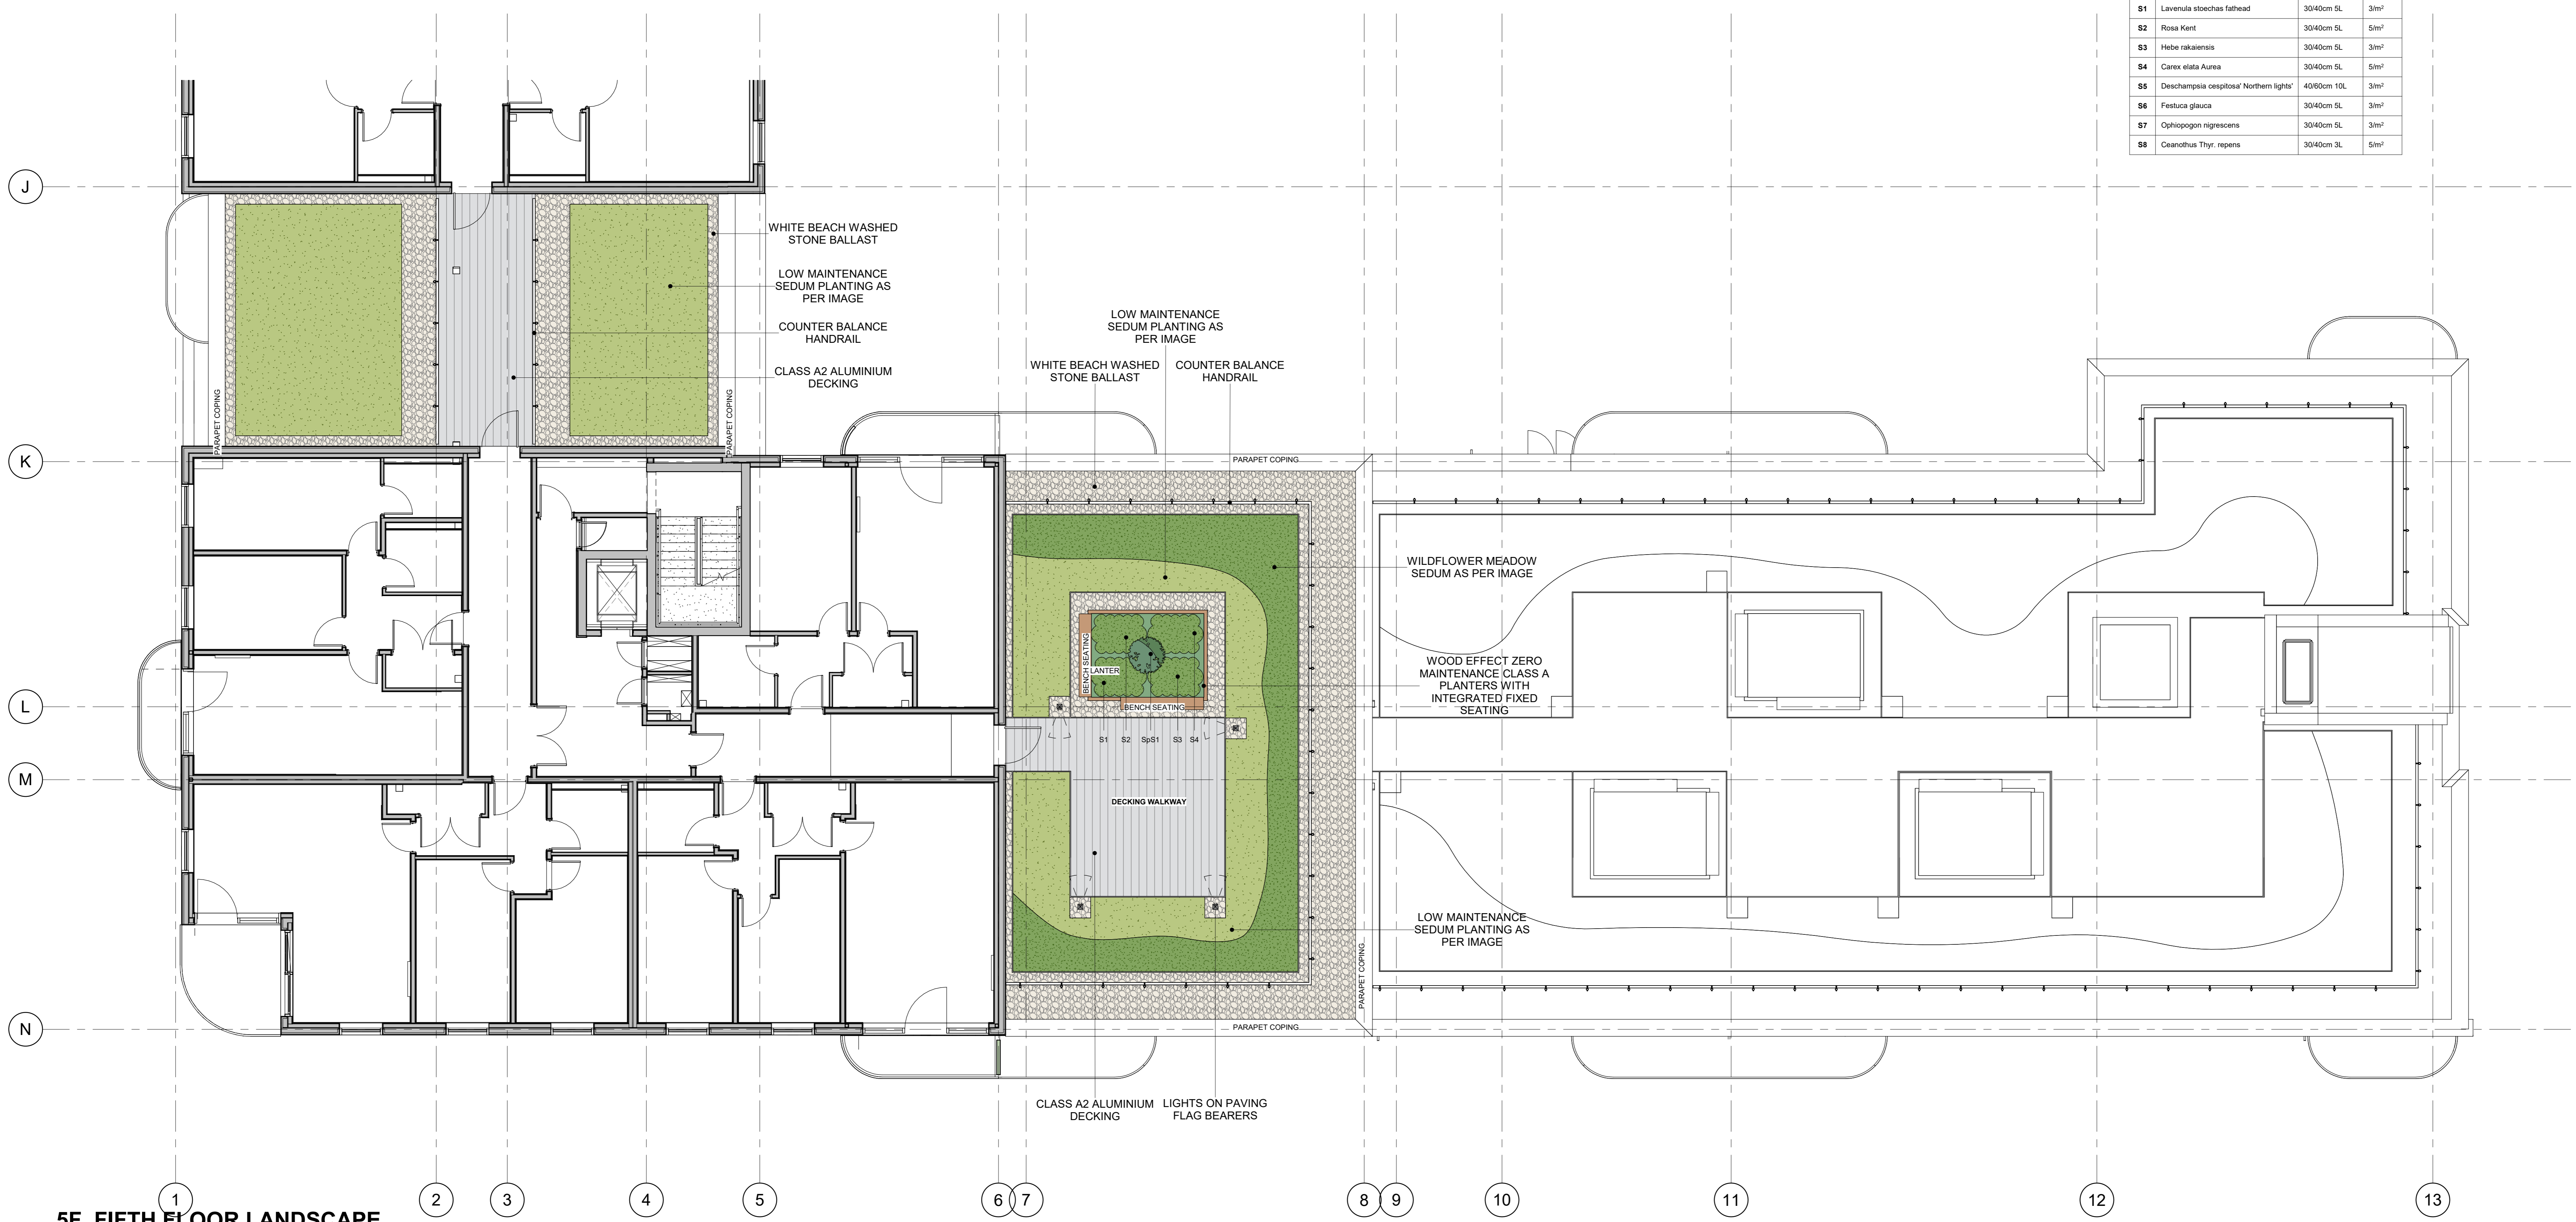 S1 Lavenula stoechas fathead 30/40cm 5L 3/m²
S2 Rosa Kent 30/40cm 5L 5/m²
S3 Hebe rakaiensis 30/40cm 5L 3/m²
S4 Carex elata Aurea 30/40cm 5L 5/m²
S5 Deschampsia cespitosa' Northern lights' 40/60cm 10L 3/m²
S6 Festuca glauca 30/40cm 5L 3/m²
S7 Ophiopogon nigrescens 30/40cm 5L 3/m²
S8 Ceanothus Thyr. repens 30/40cm 3L 5/m²
J
WHITE BEACH WASHED
STONE BALLAST
LOW MAINTENANCE
SEDUM PLANTING AS
PER IMAGE
COUNTER BALANCE
HANDRAIL
CLASS A2 ALUMINIUM
DECKING
PARAPET COPING
PARAPET COPING
LOW MAINTENANCE
SEDUM PLANTING AS
PER IMAGE
WHITE BEACH WASHED
STONE BALLAST
COUNTER BALANCE
HANDRAIL
K
PARAPET COPING
WILDFLOWER MEADOW
SEDUM AS PER IMAGE
BENCH SEATING
LANTER
BENCH SEATING
WOOD EFFECT ZERO
MAINTENANCE CLASS A
PLANTERS WITH
INTEGRATED FIXED
SEATING
L
S1 S2 SpS1 S3 S4
M
DECKING WALKWAY
LOW MAINTENANCE
SEDUM PLANTING AS
PER IMAGE
PARAPET COPING
N
PARAPET COPING
CLASS A2 ALUMINIUM
DECKING
LIGHTS ON PAVING
FLAG BEARERS
1 2 3 4 5 6 7 8 9 10 11 12 13
5F FIFTH FLOOR LANDSCAPE